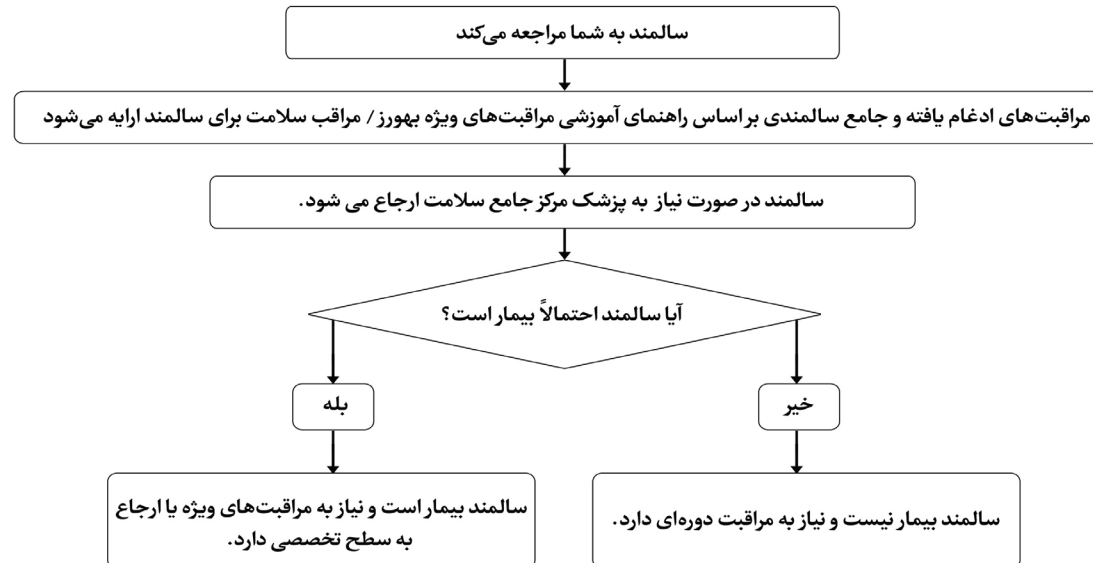 سالمند به شما مراجعه می‌کند
مراقبت‌های ادغام یافته و جامع سالمندی بر اساس راهنمای آموزشی مراقبت‌های ویژه بهورز / مراقب سلامت برای سالمند ارایه می‌شود
سالمند در صورت نیاز به پزشک مرکز جامع سلامت ارجاع می شود.
آیا سالمند احتمالاً بیمار است؟
خیر
بله
سالمند بیمار نیست و نیاز به مراقبت دوره‌ای دارد.
سالمند بیمار است و نیاز به مراقبت‌های ویژه یا ارجاع
به سطح تخصصی دارد.